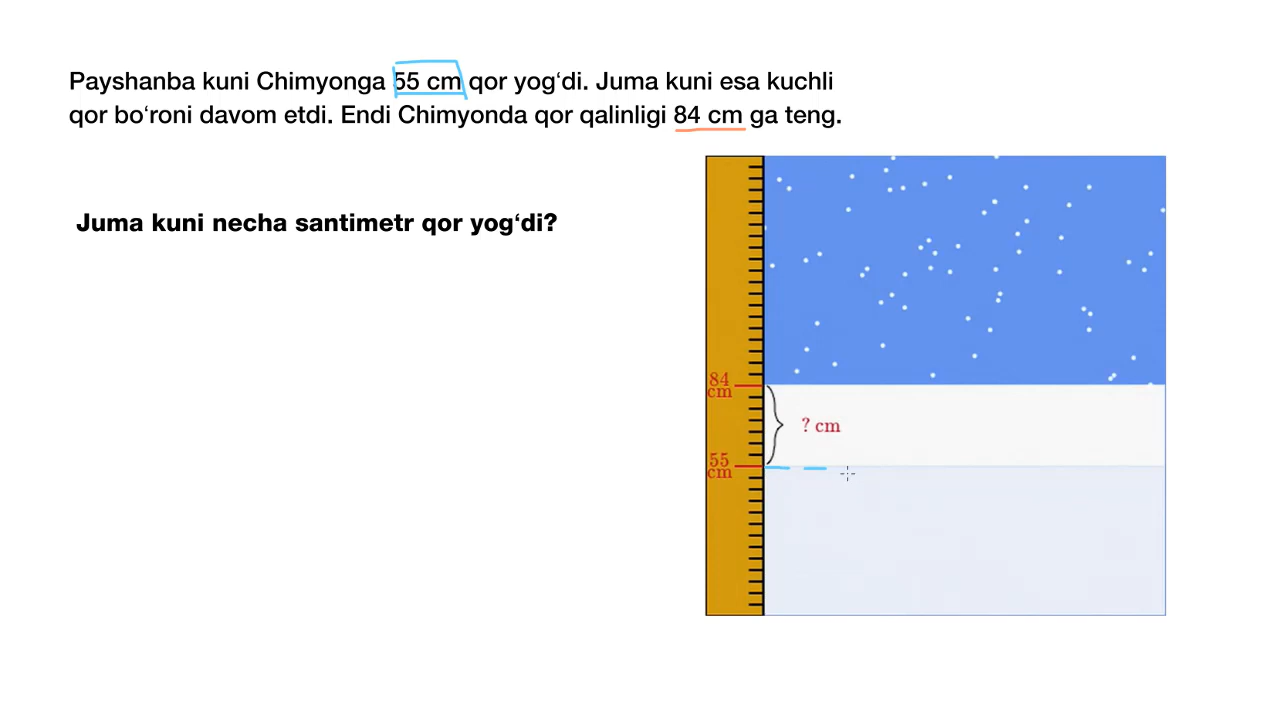 Payshanba kuni Chimyonga 55 cm qor yog‘di. Juma kuni esa kuchli
qor bo‘roni davom etdi. Endi Chimyonda qor qalinligi 84 cm ga teng.
Juma kuni necha santimetr qor yog‘di?
84
cm
? cm
55
cm